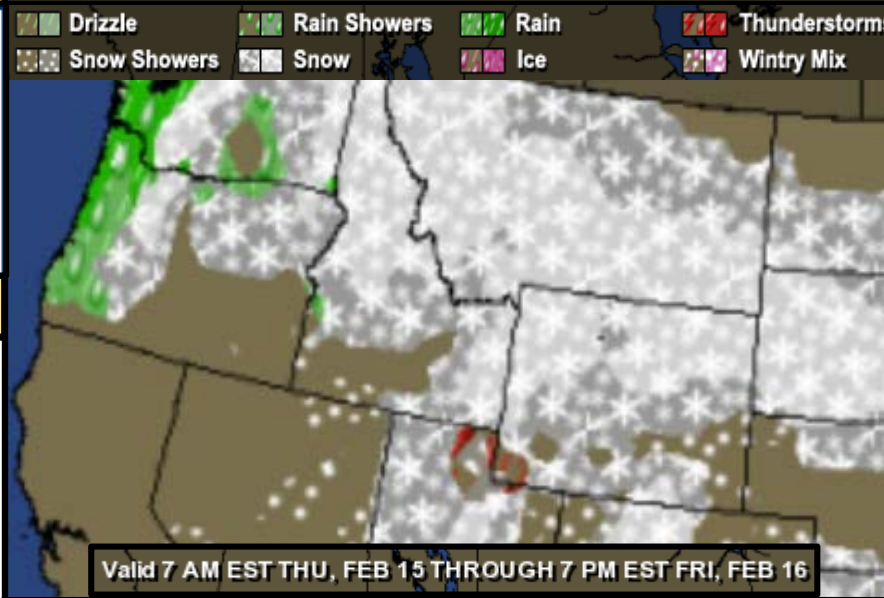 Drizzle Rain Showers Rain Thunderstorms
Snow Showers Snow Ice Wintry Mix
Valid 7 AM EST THU, FEB 15 THROUGH 7 PM EST FRI, FEB 16